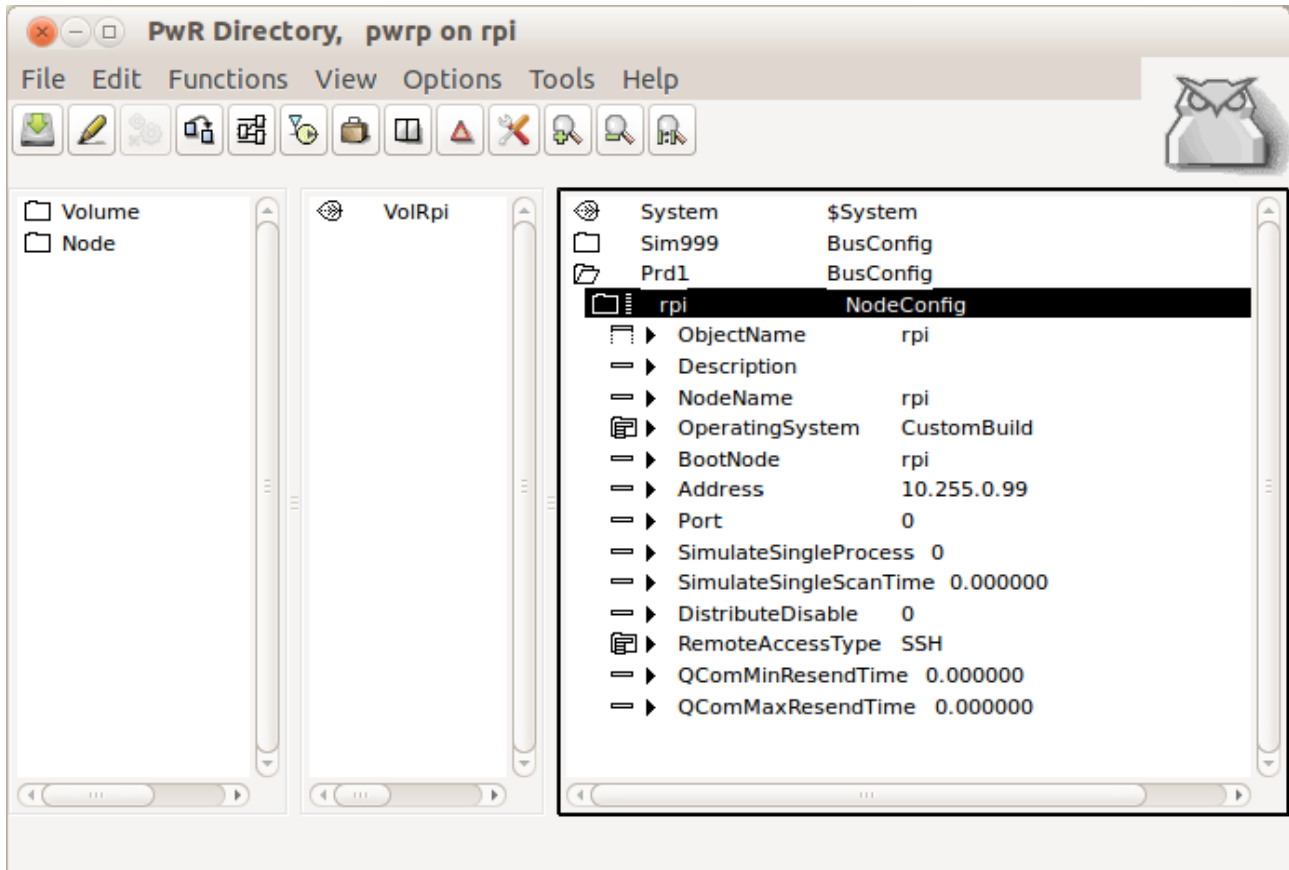 PwR Directory, pwrp on rpi
File Edit Functions View Options Tools Help
Volume
Node
VolRpi
System $System
Sim999 BusConfig
Prd1 BusConfig
rpi NodeConfig
ObjectName rpi
Description
NodeName rpi
OperatingSystem CustomBuild
BootNode rpi
Address 10.255.0.99
Port 0
SimulateSingleProcess 0
SimulateSingleScanTime 0.000000
DistributeDisable 0
RemoteAccessType SSH
QComMinResendTime 0.000000
QComMaxResendTime 0.000000